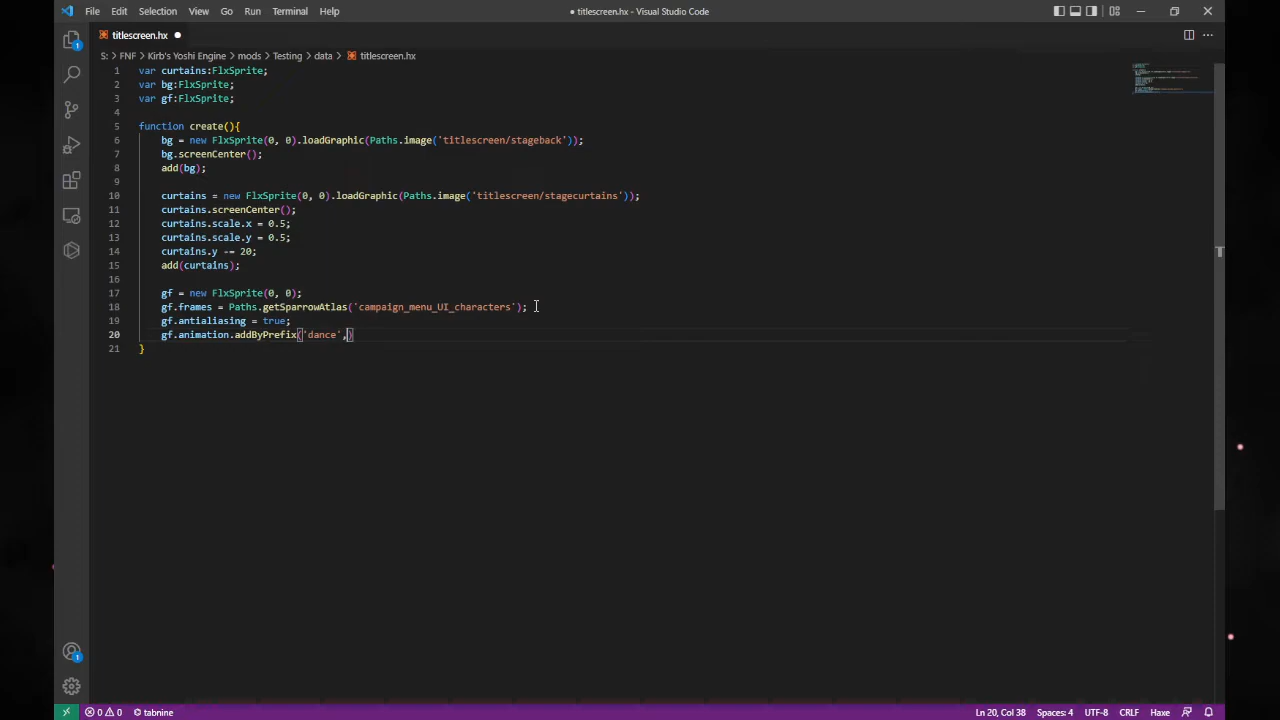 File Edit Selection View Go Run Terminal Help
● titlescreen.hx - Visual Studio Code
titlescreen.hx ●
S: > FNF > Kirb's Yoshi Engine > mods > Testing > data > titlescreen.hx
1 var curtains:FlxSprite;
2 var bg:FlxSprite;
3 var gf:FlxSprite;
4
5 function create(){
6 bg = new FlxSprite(0, 0).loadGraphic(Paths.image('titlescreen/stageback'));
7 bg.screenCenter();
8 add(bg);
9
10 curtains = new FlxSprite(0, 0).loadGraphic(Paths.image('titlescreen/stagecurtains'));
11 curtains.screenCenter();
12 curtains.scale.x = 0.5;
13 curtains.scale.y = 0.5;
14 curtains.y -= 20;
15 add(curtains);
16
17 gf = new FlxSprite(0, 0);
18 gf.frames = Paths.getSparrowAtlas('campaign_menu_UI_characters');
19 gf.antialiasing = true;
20 gf.animation.addByPrefix('dance',)
21 }
1
1
0 0 tabnine
Ln 20, Col 38 Spaces: 4 UTF-8 CRLF Haxe